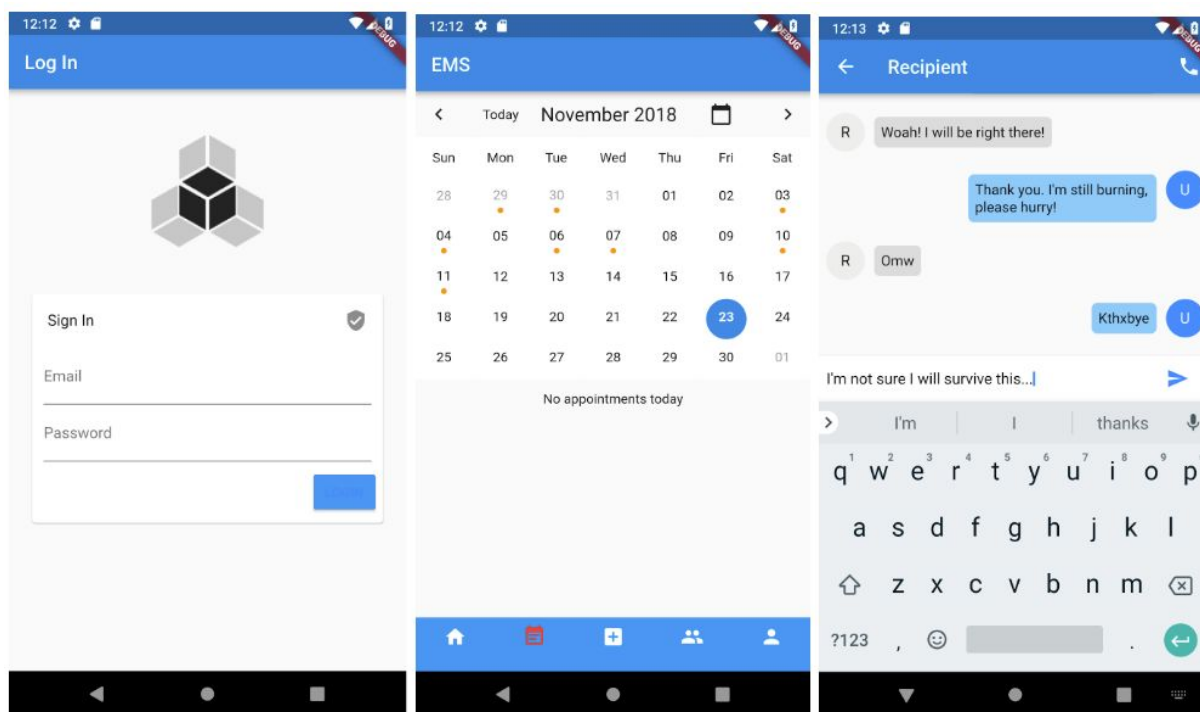 12:12
DEBUG
Log In
Sign In
Email
Password
LOGIN
12:12
DEBUG
EMS
Today November 2018
Sun Mon Tue Wed Thu Fri Sat
28 29 30 31 01 02 03
04 05 06 07 08 09 10
11 12 13 14 15 16 17
18 19 20 21 22 23 24
25 26 27 28 29 30 01
No appointments today
12:13
DEBUG
Recipient
R Woah! I will be right there!
Thank you. I'm still burning, U
please hurry!
R Omw
Kthxbye U
I'm not sure I will survive this...
I'm I thanks
1 2 3 4 5 6 7 8 9
q w e r t y u i o p
a s d f g h j k l
z x c v b n m
?123 , .